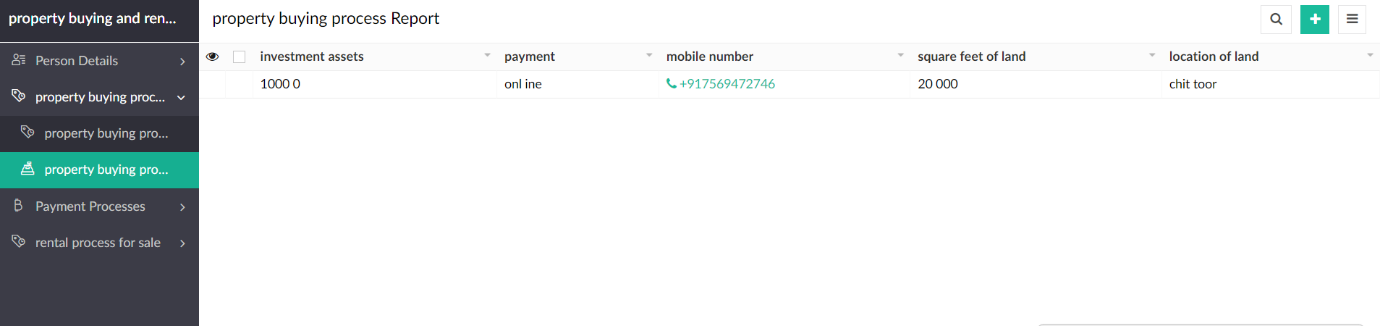 property buying and ren...
Person Details
property buying proc...
property buying pro...
property buying pro...
Payment Processes
rental process for sale
property buying process Report
investment assets payment mobile number square feet of land location of land
1000 0 onl ine +917569472746 20 000 chit toor